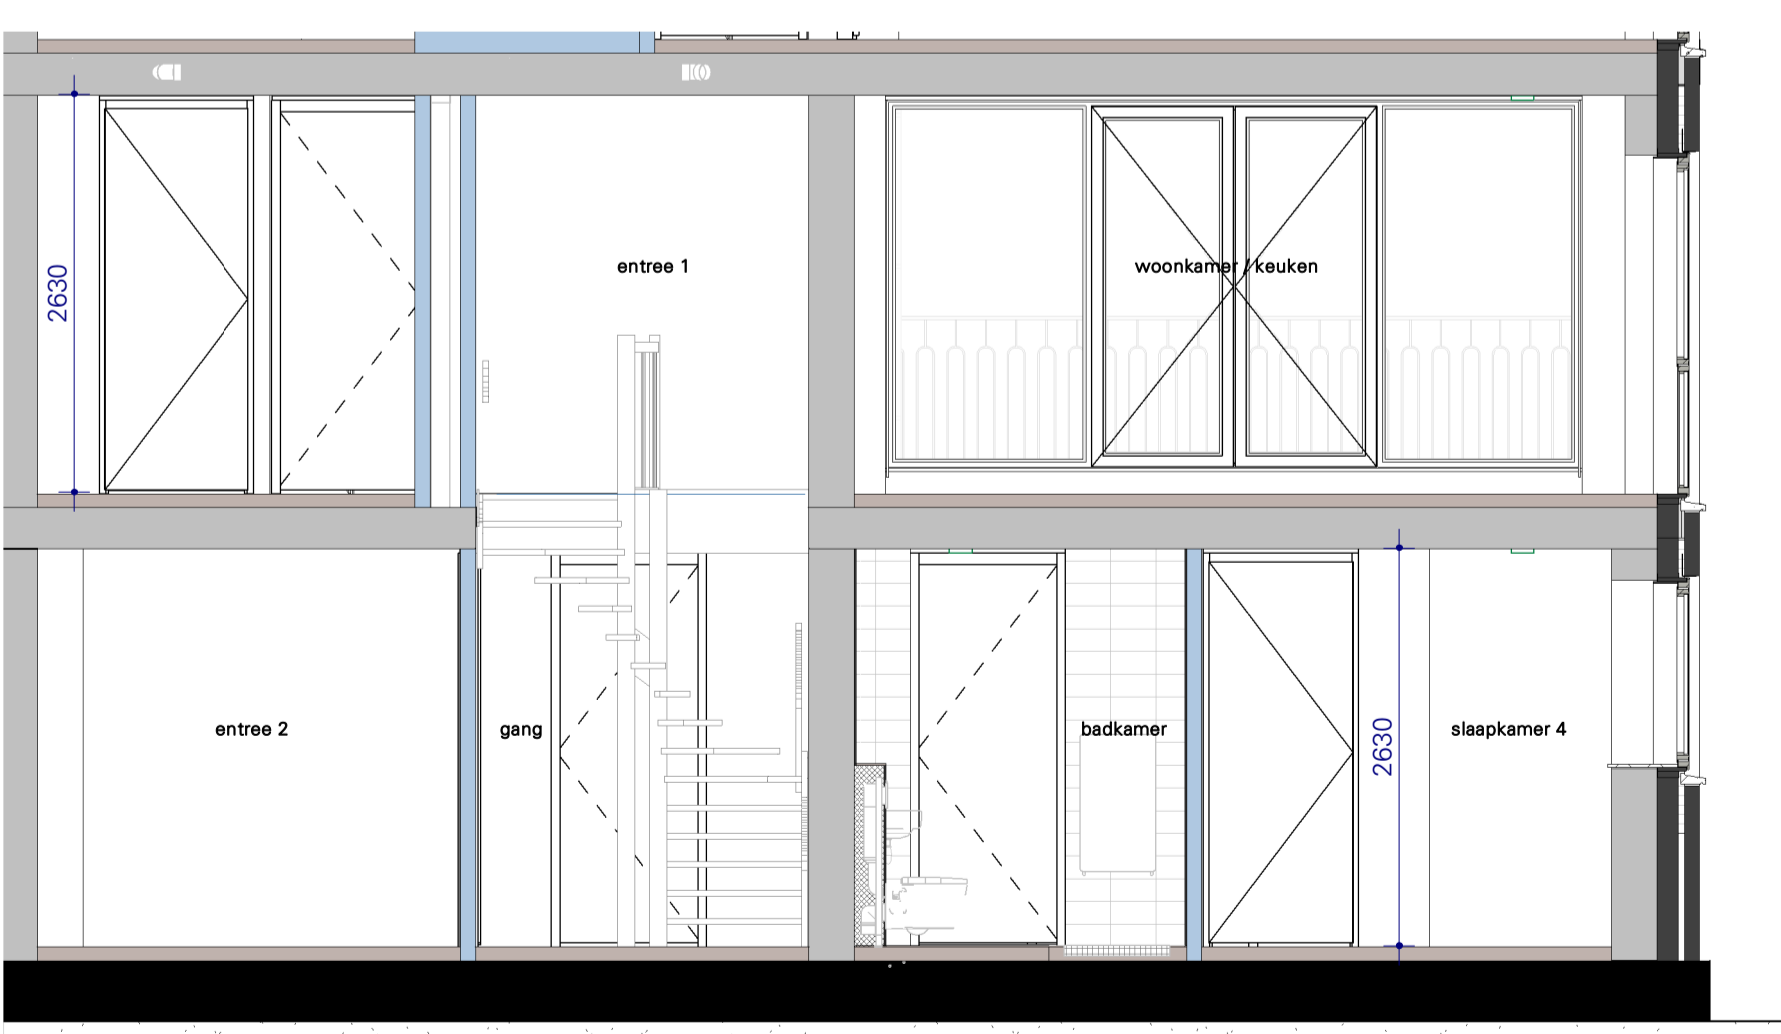 entree 1
woonkamer / keuken
2630
entree 2
gang
badkamer
slaapkamer 4
2630